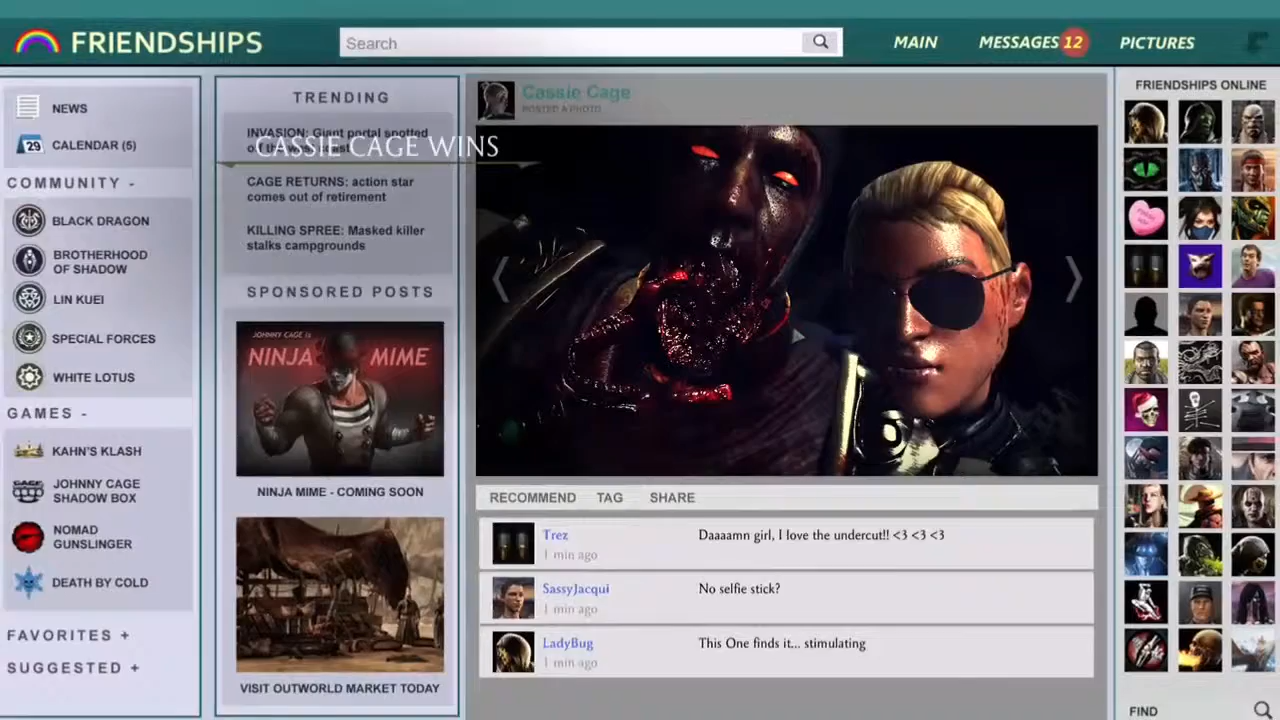 FRIENDSHIPS
Search
MAIN
MESSAGES 12
PICTURES
NEWS
29
CALENDAR (5)
COMMUNITY -
BLACK DRAGON
BROTHERHOOD
OF SHADOW
LIN KUEI
SPECIAL FORCES
WHITE LOTUS
GAMES -
KAHN'S KLASH
JOHNNY CAGE
SHADOW BOX
NOMAD
GUNSLINGER
DEATH BY COLD
FAVORITES +
SUGGESTED +
TRENDING
INVASION: Giant portal spotted
CASSIE CAGE WINS
CAGE RETURNS: action star
comes out of retirement
KILLING SPREE: Masked killer
stalks campgrounds
SPONSORED POSTS
JOHNNY CAGE is
NINJA MIME
NINJA MIME - COMING SOON
VISIT OUTWORLD MARKET TODAY
Cassie Cage
POSTED A PHOTO
RECOMMEND
TAG
SHARE
Trez
1 min ago
Daaaamn girl, I love the undercut!! <3 <3 <3
SassyJacqui
1 min ago
No selfie stick?
LadyBug
1 min ago
This One finds it... stimulating
FRIENDSHIPS ONLINE
FIND